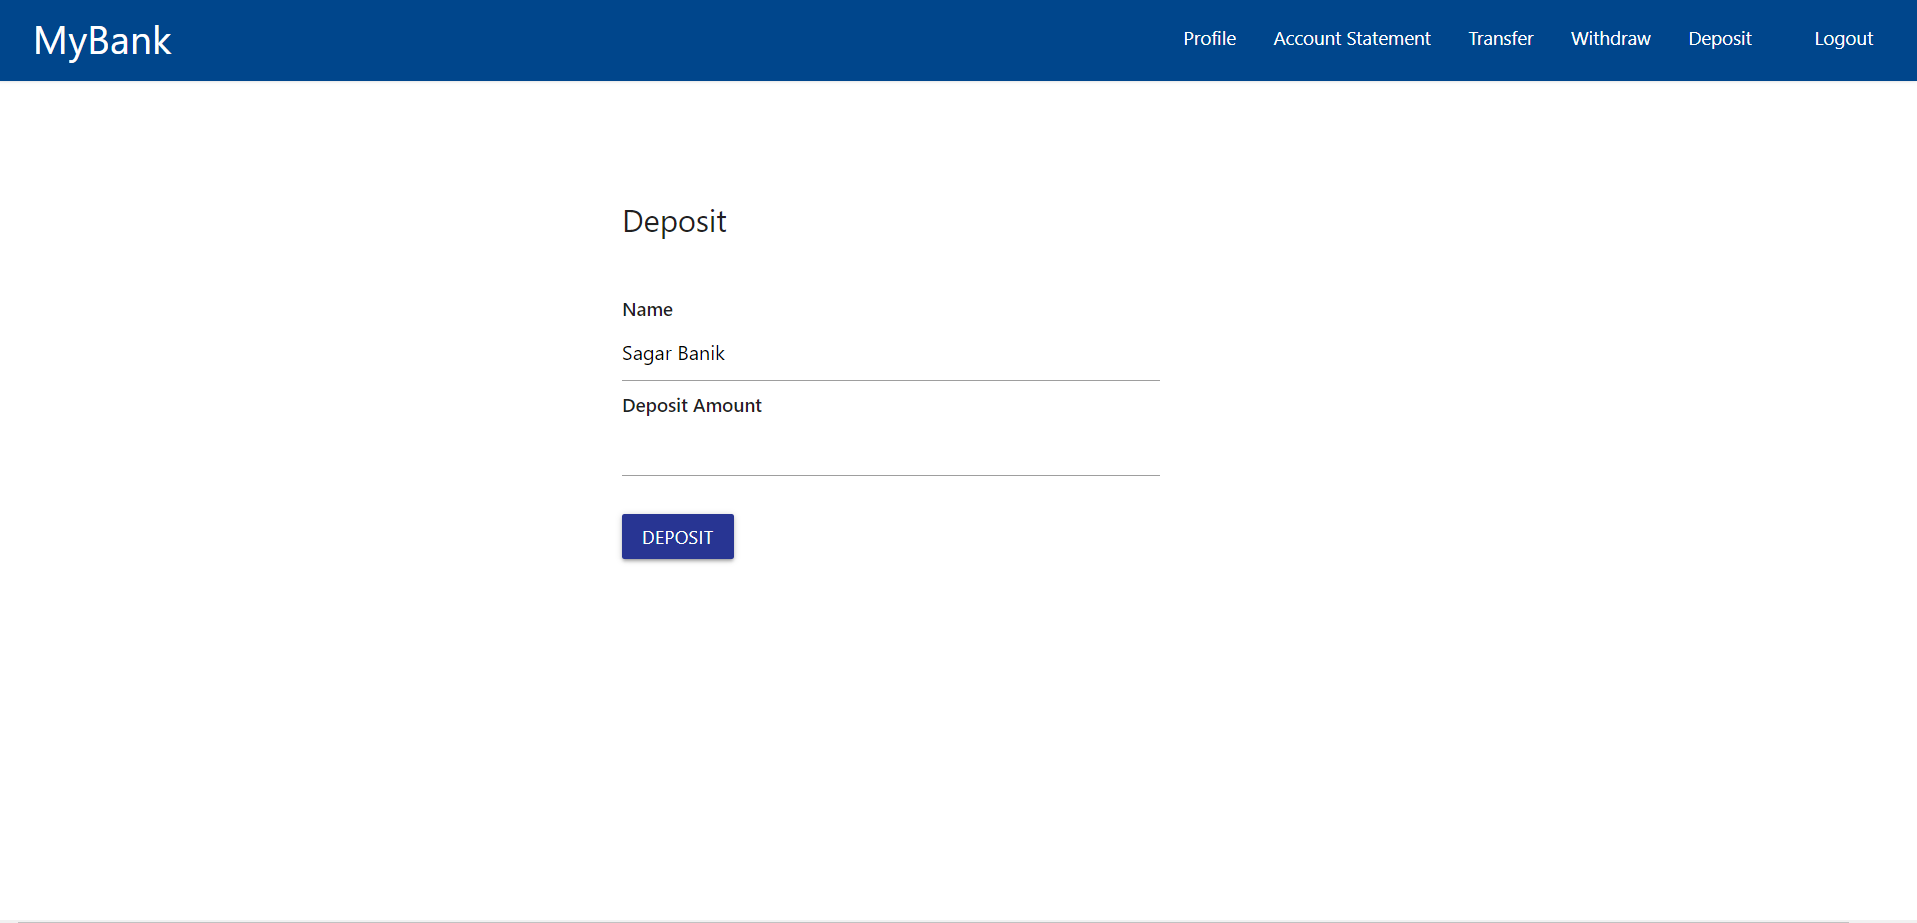 MyBank Profile Account Statement Transfer Withdraw Deposit Logout
Deposit
Name
Sagar Banik
Deposit Amount
DEPOSIT